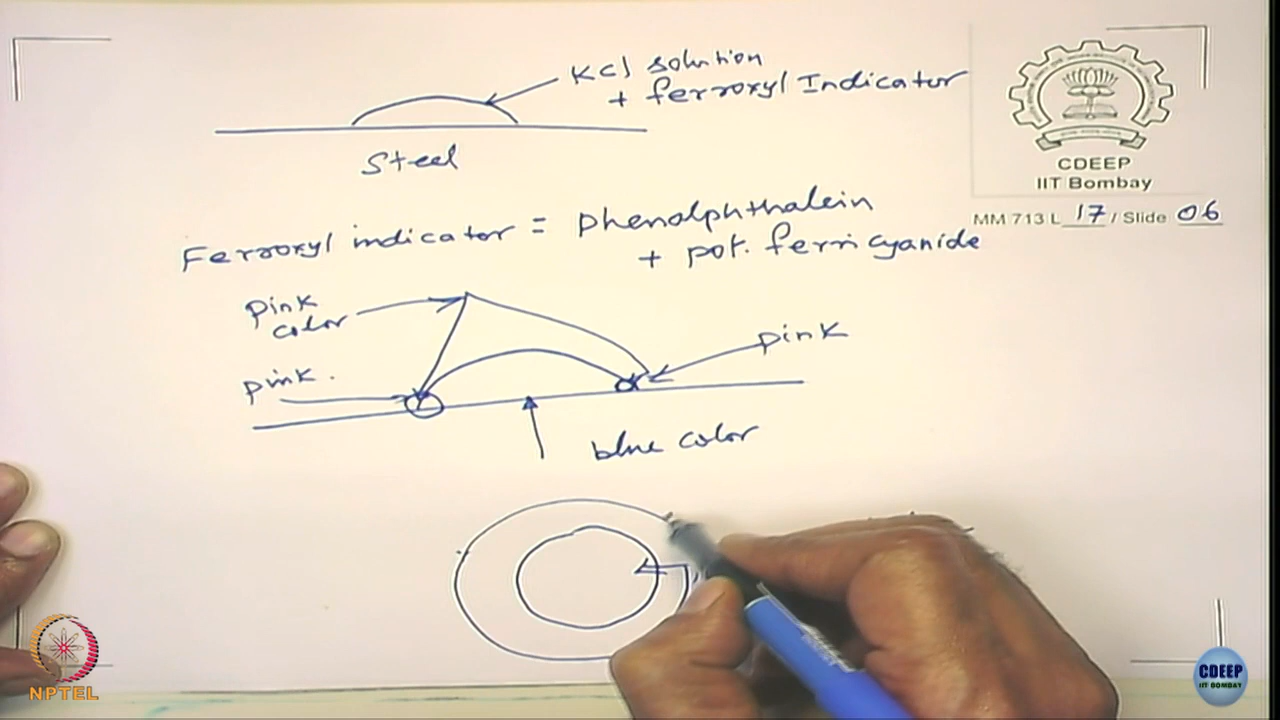 KCl solution
+ ferroxyl Indicator
Steel
CDEEP
IIT Bombay
MM 713 L 17 / Slide 06
Ferroxyl indicator = phenolphthalein
+ pot. ferricyanide
pink
color
pink
pink.
blue color
NPTEL
CDEEP
IIT BOMBAY